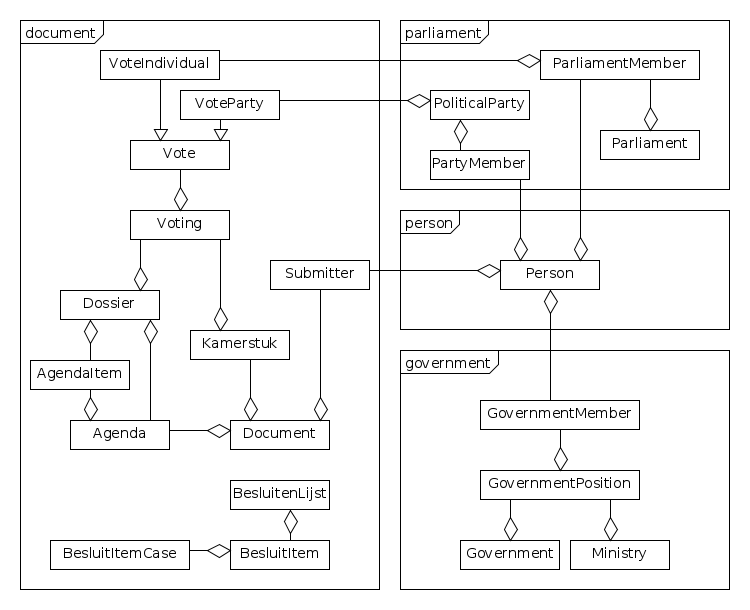 document
parliament
VoteIndividual
ParliamentMember
VoteParty
PoliticalParty
Vote
PartyMember
Parliament
Voting
person
Submitter
Person
Dossier
Kamerstuk
government
AgendaItem
GovernmentMember
Agenda
Document
BesluitenLijst
GovernmentPosition
BesluitItemCase
BesluitItem
Government
Ministry